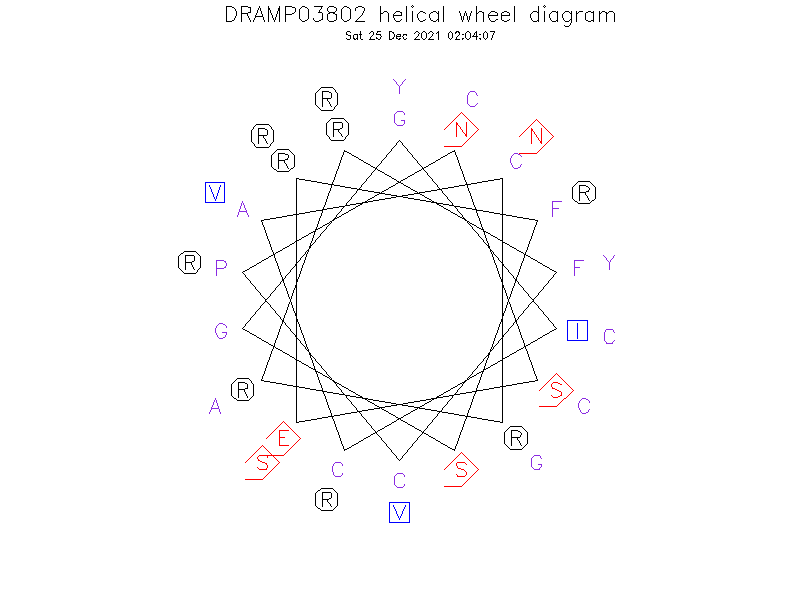 DRAMP03802 helical wheel diagram
Sat 25 Dec 2021 02:04:07
Y
R C
G
R N
R N
R C
V R
A F
R P F Y
G I C
R S
A C
E R
S C S G
C
R V